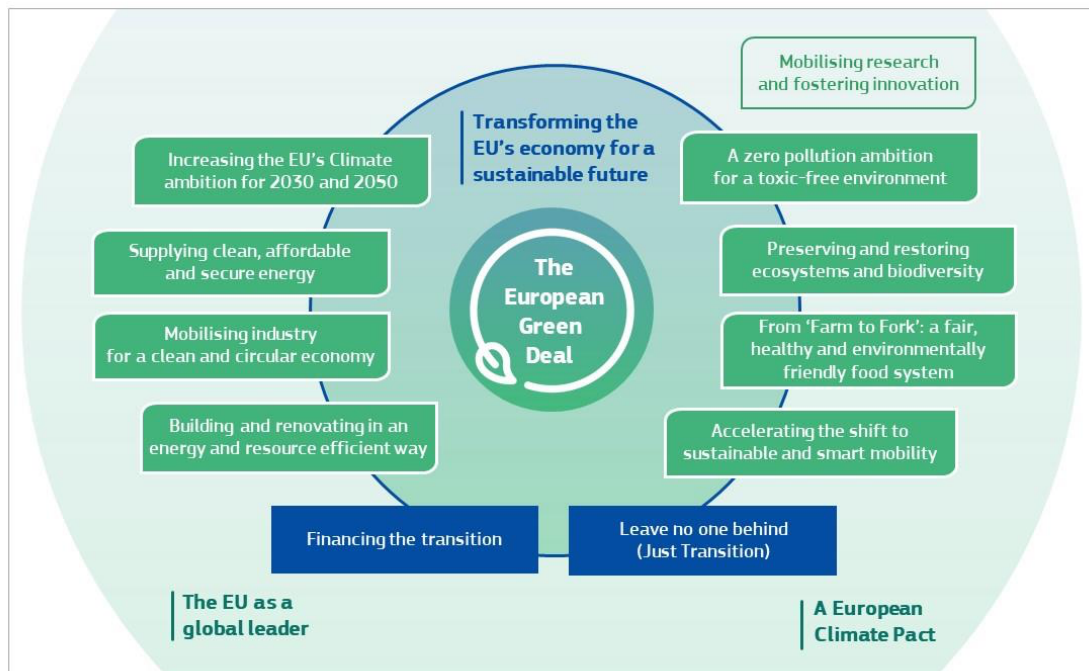 Mobilising research
and fostering innovation
Transforming the
EU's economy for a
sustainable future
Increasing the EU's Climate
ambition for 2030 and 2050
A zero pollution ambition
for a toxic-free environment
Supplying clean, affordable
and secure energy
Preserving and restoring
ecosystems and biodiversity
The
European
Green
Deal
Mobilising industry
for a clean and circular economy
From ‘Farm to Fork’: a fair,
healthy and environmentally
friendly food system
Building and renovating in an
energy and resource efficient way
Accelerating the shift to
sustainable and smart mobility
Financing the transition
Leave no one behind
(Just Transition)
The EU as a
global leader
A European
Climate Pact